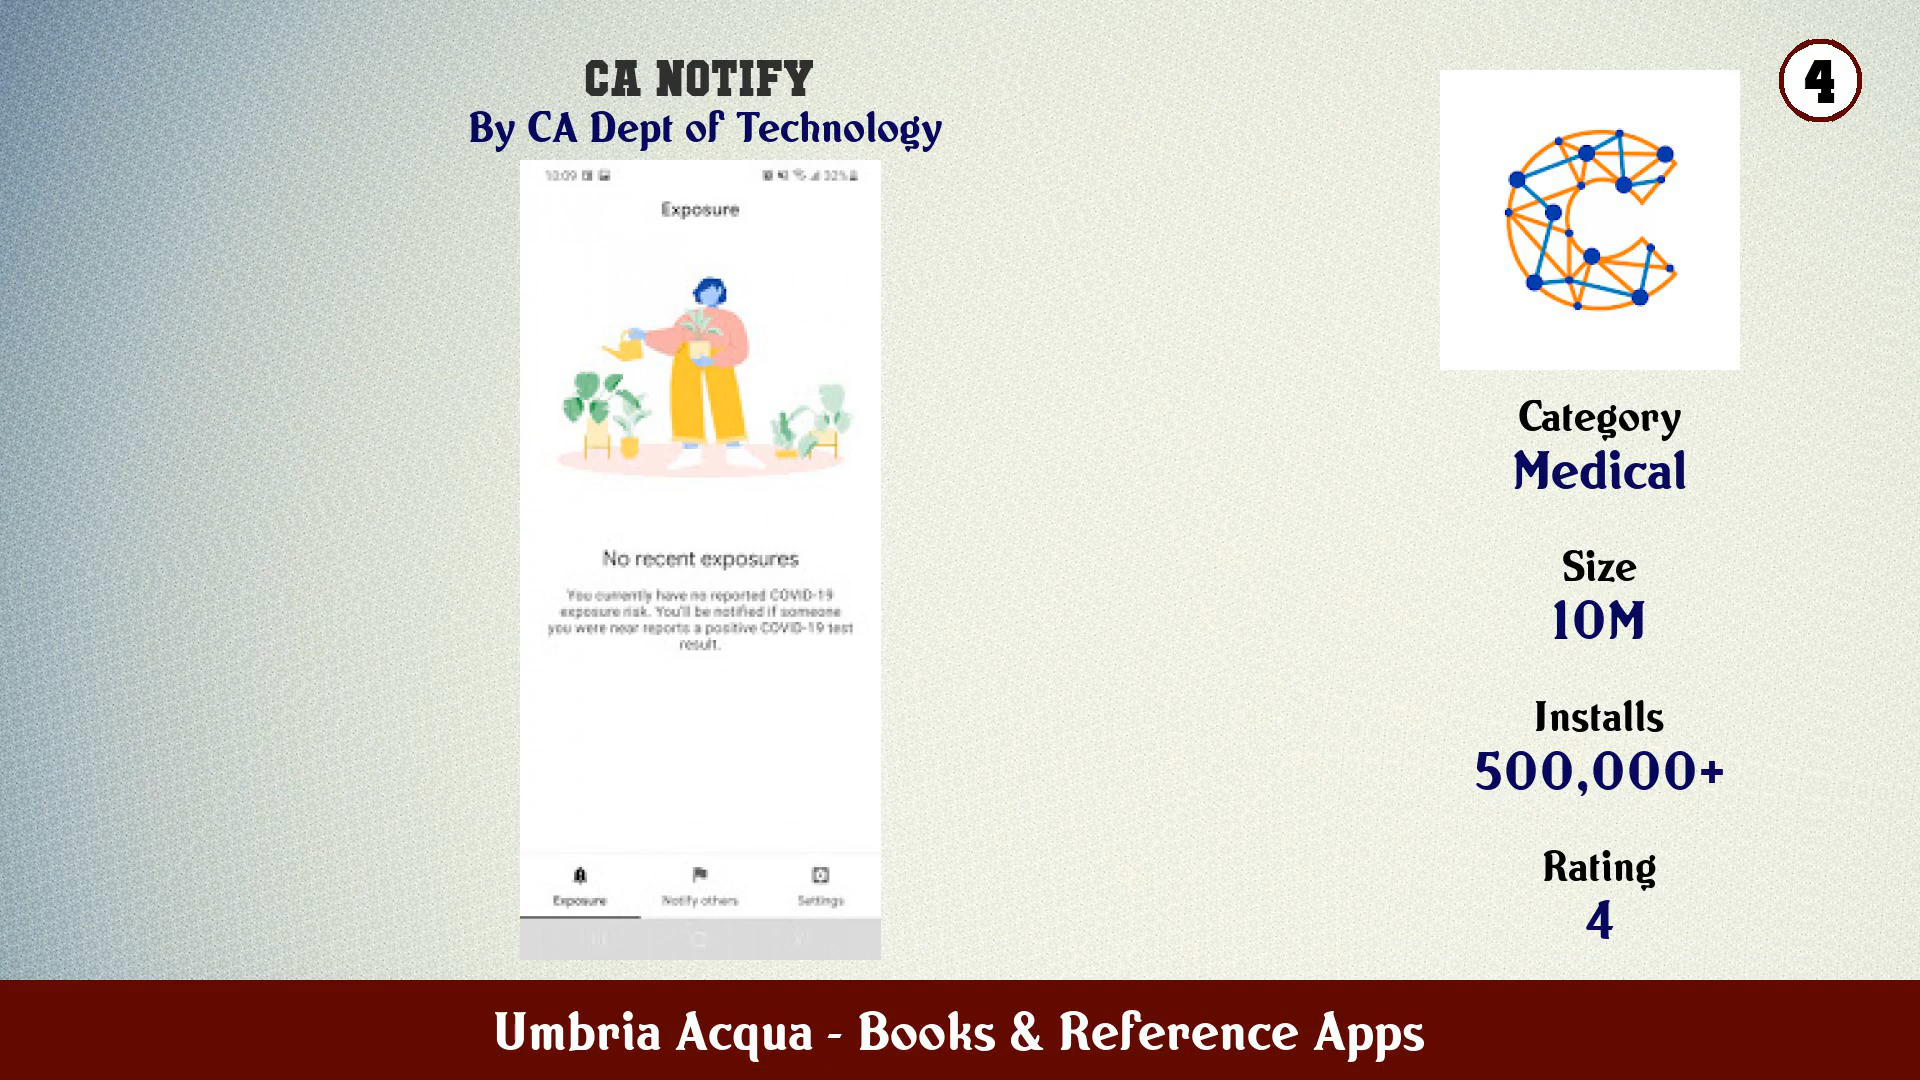 CA NOTIFY
By CA Dept of Technology
4
10:09
32%
Exposure
No recent exposures
You currently have no reported COVID-19
exposure risk. You'll be notified if someone
you were near reports a positive COVID-19 test
result.
Exposure
Notify others
Settings
Category
Medical
Size
10M
Installs
500,000+
Rating
4
Umbria Acqua - Books & Reference Apps